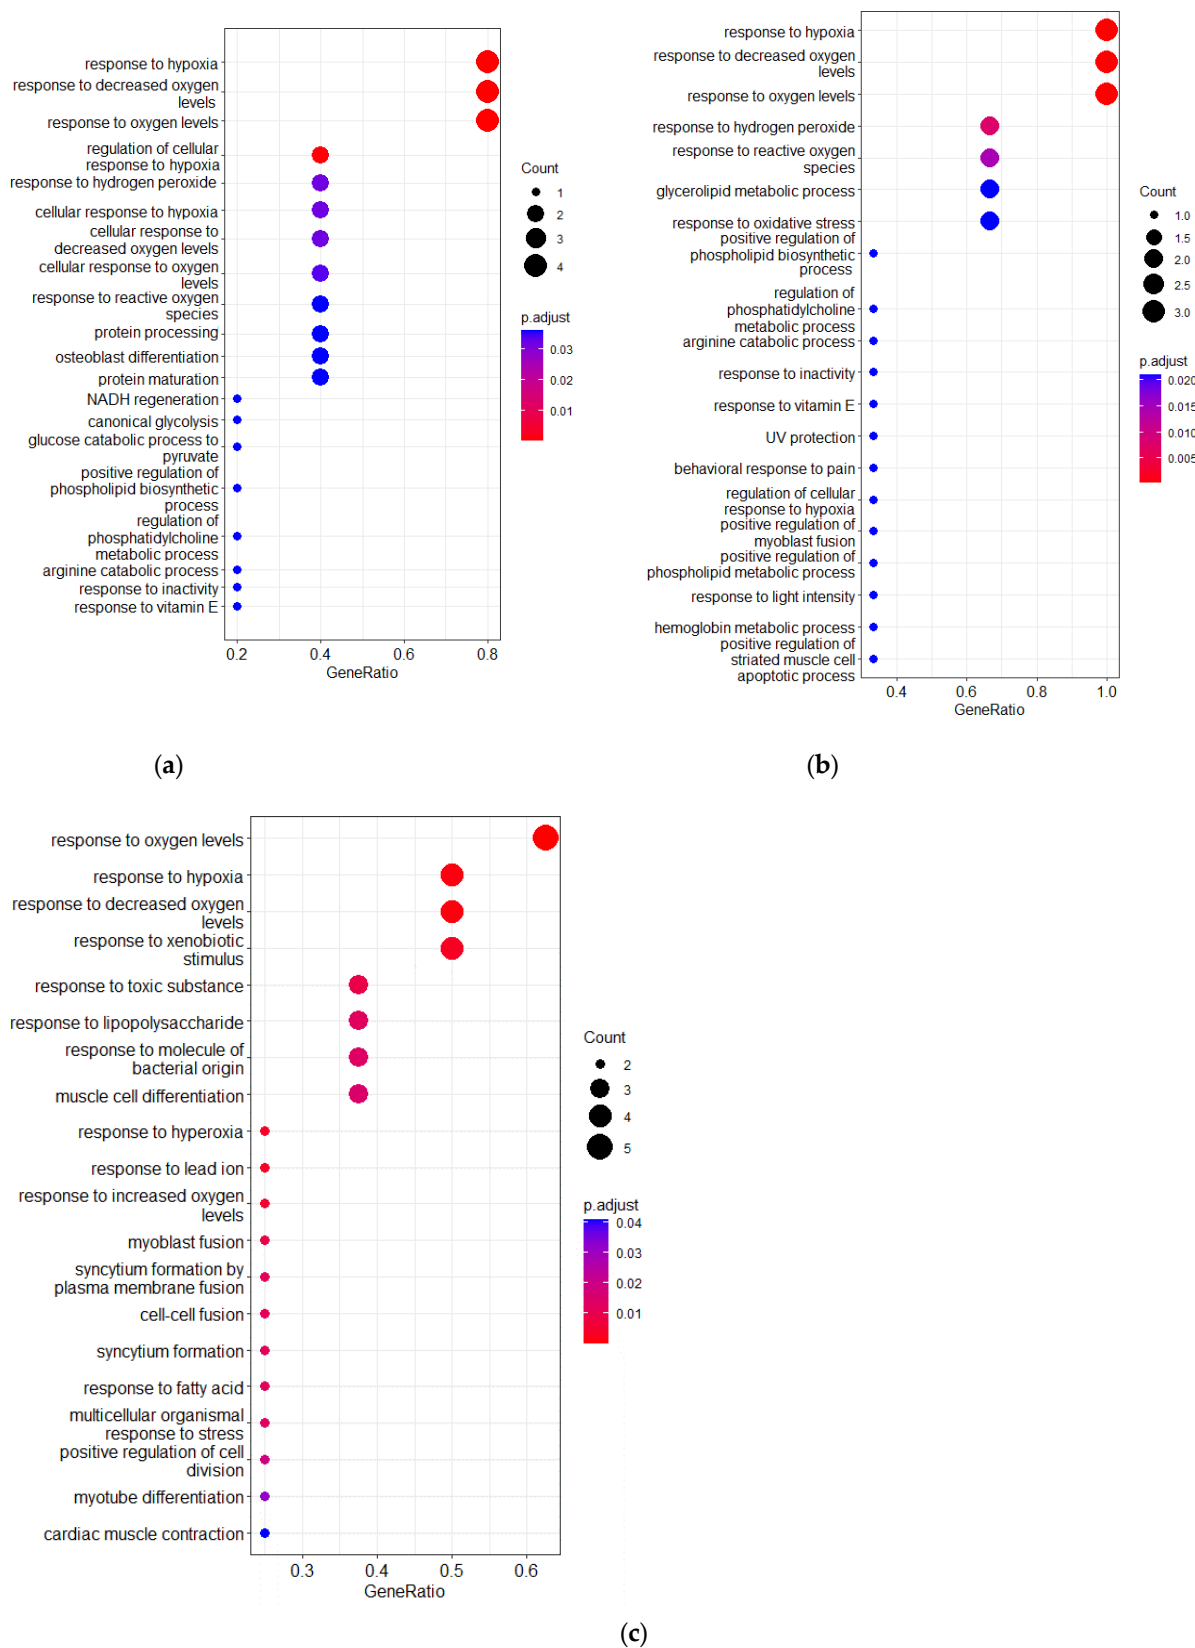 response to hypoxia
response to decreased oxygen
levels
response to oxygen levels
regulation of cellular
response to hypoxia
response to hydrogen peroxide
cellular response to hypoxia
cellular response to
decreased oxygen levels
cellular response to oxygen
levels
response to reactive oxygen
species
protein processing
osteoblast differentiation
protein maturation
NADH regeneration
canonical glycolysis
glucose catabolic process to
pyruvate
positive regulation of
phospholipid biosynthetic
process
regulation of
phosphatidylcholine
metabolic process
arginine catabolic process
response to inactivity
response to vitamin E
0.2 0.4 0.6 0.8
GeneRatio
Count
1
2
3
4
p.adjust
0.03
0.02
0.01
(a)
response to hypoxia
response to decreased oxygen
levels
response to oxygen levels
response to hydrogen peroxide
response to reactive oxygen
species
glycerolipid metabolic process
response to oxidative stress
positive regulation of
phospholipid biosynthetic
process
regulation of
phosphatidylcholine
metabolic process
arginine catabolic process
response to inactivity
response to vitamin E
UV protection
behavioral response to pain
regulation of cellular
response to hypoxia
positive regulation of
myoblast fusion
positive regulation of
phospholipid metabolic process
response to light intensity
hemoglobin metabolic process
positive regulation of
striated muscle cell
apoptotic process
0.4 0.6 0.8 1.0
GeneRatio
Count
1.0
1.5
2.0
2.5
3.0
p.adjust
0.020
0.015
0.010
0.005
(b)
response to oxygen levels
response to hypoxia
response to decreased oxygen
levels
response to xenobiotic
stimulus
response to toxic substance
response to lipopolysaccharide
response to molecule of
bacterial origin
muscle cell differentiation
response to hyperoxia
response to lead ion
response to increased oxygen
levels
myoblast fusion
syncytium formation by
plasma membrane fusion
cell-cell fusion
syncytium formation
response to fatty acid
multicellular organismal
response to stress
positive regulation of cell
division
myotube differentiation
cardiac muscle contraction
0.3 0.4 0.5 0.6
GeneRatio
Count
2
3
4
5
p.adjust
0.04
0.03
0.02
0.01
(c)